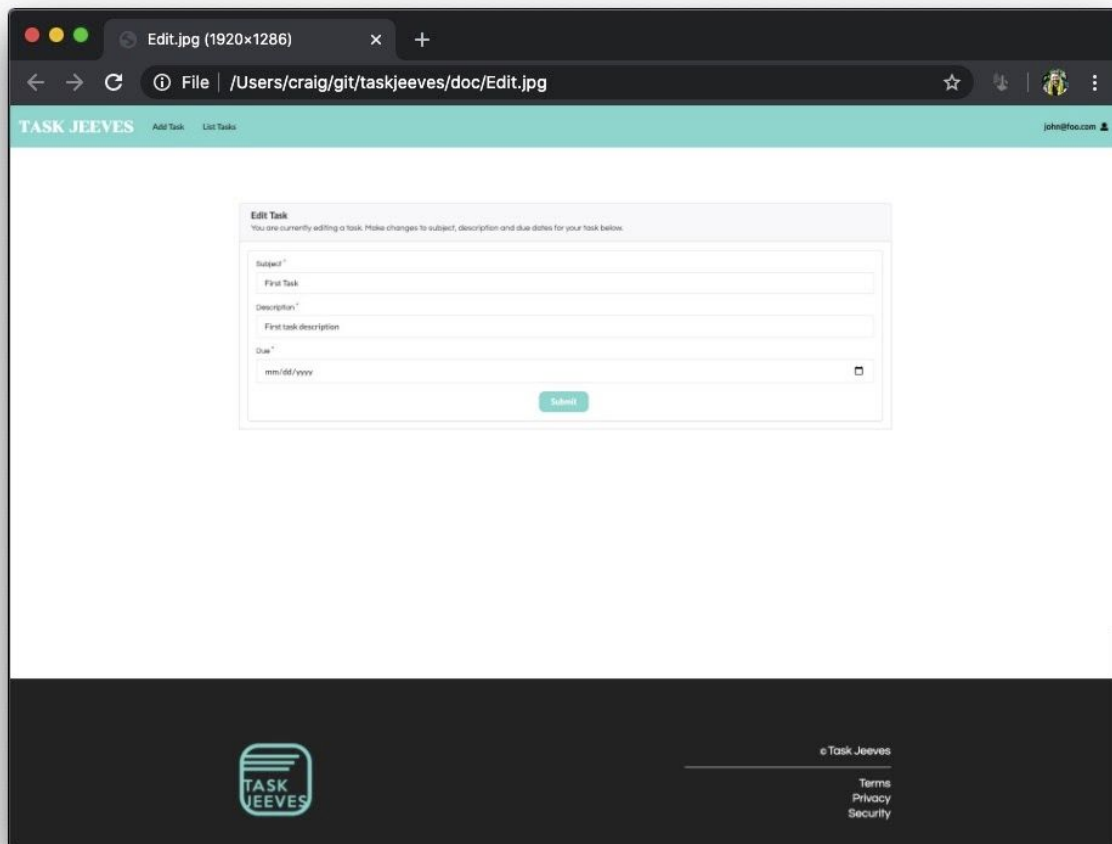 Edit.jpg (1920×1286)
File | /Users/craig/git/taskjeeves/doc/Edit.jpg
TASK JEEVES Add Task List Tasks john@foo.com
Edit Task
You are currently editing a task. Make changes to subject, description and due dates for your task below.
Subject *
First Task
Description *
First task description
Due *
mm/dd/yyyy
Submit
TASK
JEEVES
© Task Jeeves
Terms
Privacy
Security